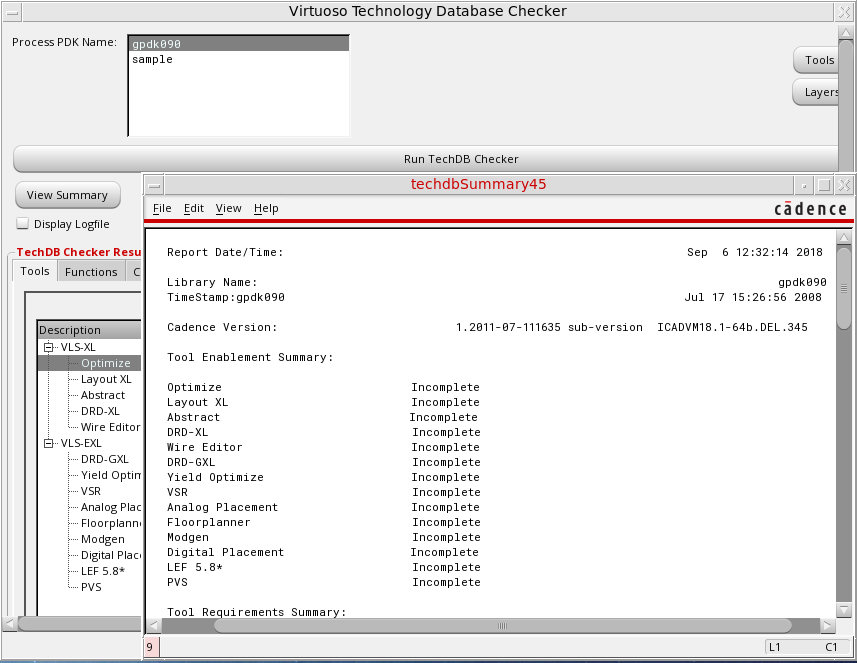 Virtuoso Technology Database Checker
Process PDK Name:
gpdk090
sample
Tools
Layers
Run TechDB Checker
View Summary
Display Logfile
TechDB Checker Resu
Tools Functions C
Description
VLS-XL
Optimize
Layout XL
Abstract
DRD-XL
Wire Editor
VLS-EXL
DRD-GXL
Yield Optim
VSR
Analog Plac
Floorplann
Modgen
Digital Plac
LEF 5.8*
PVS
techdbSummary45
File Edit View Help
cādence
Report Date/Time: Sep 6 12:32:14 2018
Library Name: gpdk090
TimeStamp:gpdk090 Jul 17 15:26:56 2008
Cadence Version: 1.2011-07-111635 sub-version ICADVM18.1-64b.DEL.345
Tool Enablement Summary:
Optimize Incomplete
Layout XL Incomplete
Abstract Incomplete
DRD-XL Incomplete
Wire Editor Incomplete
DRD-GXL Incomplete
Yield Optimize Incomplete
VSR Incomplete
Analog Placement Incomplete
Floorplanner Incomplete
Modgen Incomplete
Digital Placement Incomplete
LEF 5.8* Incomplete
PVS Incomplete
Tool Requirements Summary:
9 L1 C1